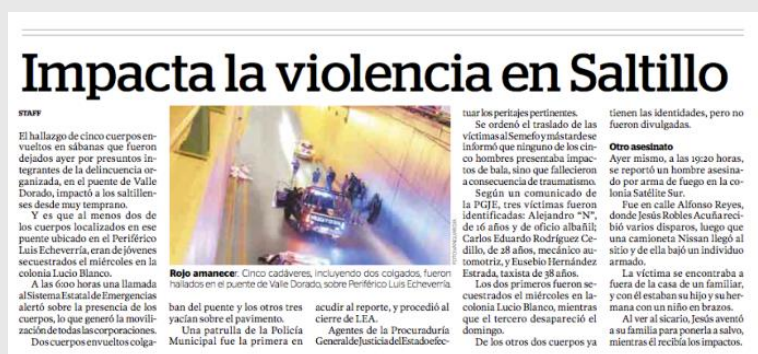 Impacta la violencia en Saltillo
STAFF
El hallazgo de cinco cuerpos en-
vueltos en sábanas que fueron
dejados ayer por presuntos in-
tegrantes de la delincuencia or-
ganizada, en el puente de Valle
Dorado, impactó a los saltillen-
ses desde muy temprano.
Y es que al menos dos de
los cuerpos localizados en ese
puente ubicado en el Periférico
Luis Echeverría, eran de jóvenes
secuestrados el miércoles en la
colonia Lucio Blanco.
A las 6:00 horas una llamada
al Sistema Estatal de Emergencias
alertó sobre la presencia de los
cuerpos, lo que generó la movili-
zación de todas las corporaciones.
Dos cuerpos envueltos colga-
Rojo amanecer. Cinco cadáveres, incluyendo dos colgados, fueron
hallados en el puente de Valle Dorado, sobre Periférico Luis Echeverría.
ban del puente y los otros tres
yacían sobre el pavimento.
Una patrulla de la Policía
Municipal fue la primera en
acudir al reporte, y procedió al
cierre de LEA.
Agentes de la Procuraduría
General de Justicia del Estado efec-
tuar los peritajes pertinentes.
Se ordenó el traslado de las
víctimas al Semefo y más tarde se
informó que ninguno de los cin-
co hombres presentaba impac-
tos de bala, sino que fallecieron
a consecuencia de traumatismo.
Según un comunicado de
la PGJE, tres víctimas fueron
identificadas: Alejandro “N”,
de 16 años y de oficio albañil;
Carlos Eduardo Rodríguez Ce-
dillo, de 28 años, mecánico au-
tomotriz, y Eusebio Hernández
Estrada, taxista de 38 años.
Los dos primeros fueron se-
cuestrados el miércoles en la
colonia Lucio Blanco, mientras
que el tercero desapareció el
domingo.
De los otros dos cuerpos ya
tienen las identidades, pero no
fueron divulgadas.
Otro asesinato
Ayer mismo, a las 19:20 horas,
se reportó un hombre asesina-
do por arma de fuego en la co-
lonia Satélite Sur.
Fue en calle Alfonso Reyes,
donde Jesús Robles Acuña reci-
bió varios disparos, luego que
una camioneta Nissan llegó al
sitio y de ella bajó un individuo
armado.
La víctima se encontraba a
fuera de la casa de un familiar,
y con él estaban su hijo y su her-
mana con un niño en brazos.
Al ver al sicario, Jesús aventó
a su familia para ponerla a salvo,
mientras él recibía los impactos.